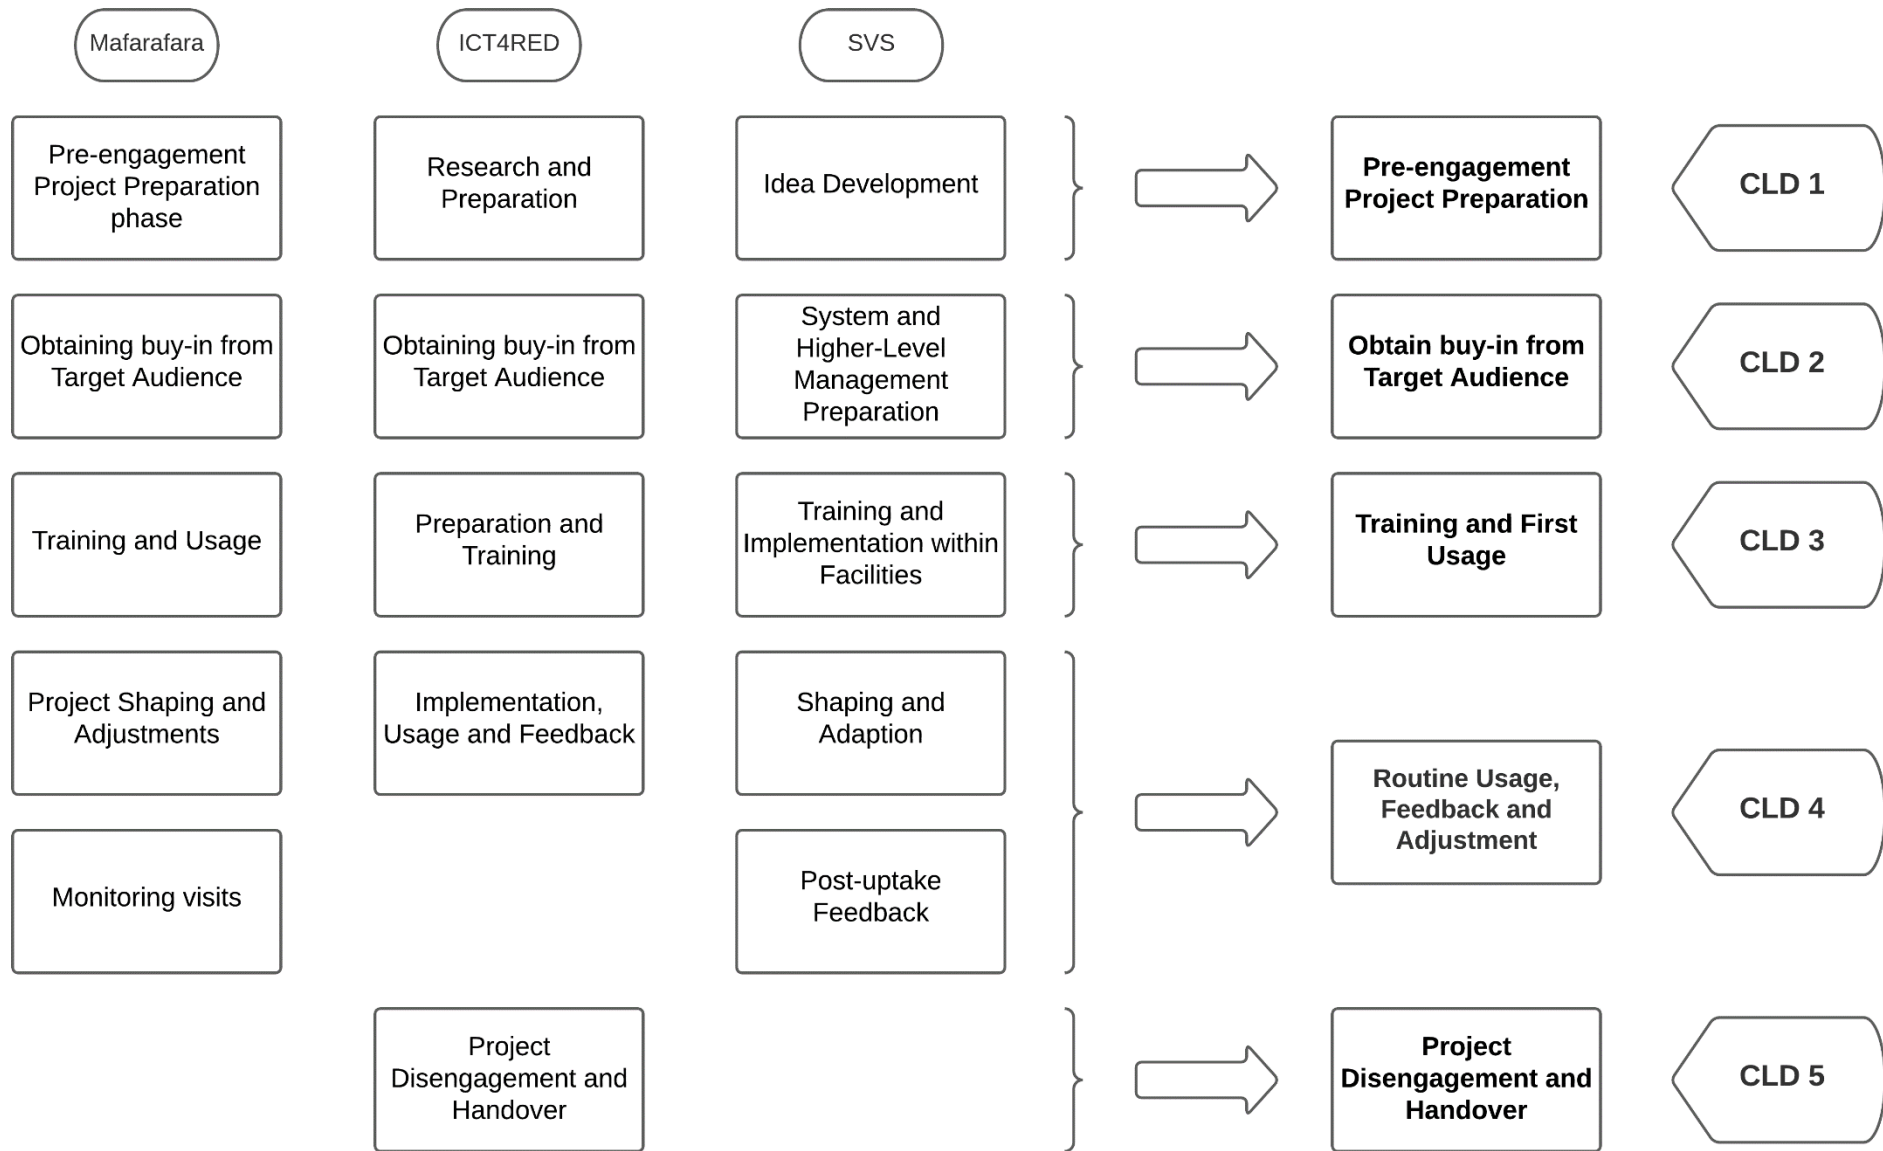 Mafarafara
ICT4RED
SVS
Pre-engagement
Project Preparation
phase
Research and
Preparation
Idea Development
Pre-engagement
Project Preparation
CLD 1
Obtaining buy-in from
Target Audience
Obtaining buy-in from
Target Audience
System and
Higher-Level
Management
Preparation
Obtain buy-in from
Target Audience
CLD 2
Training and Usage
Preparation and
Training
Training and
Implementation within
Facilities
Training and First
Usage
CLD 3
Project Shaping and
Adjustments
Implementation,
Usage and Feedback
Shaping and
Adaption
Monitoring visits
Post-uptake
Feedback
Routine Usage,
Feedback and
Adjustment
CLD 4
Project
Disengagement and
Handover
Project
Disengagement and
Handover
CLD 5